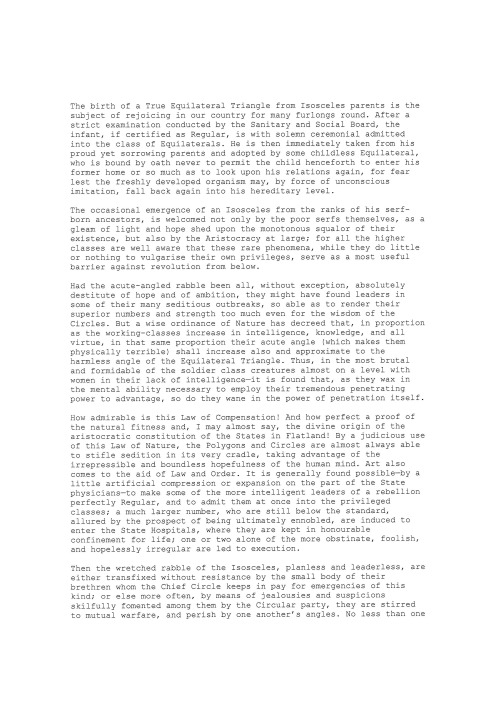 The birth of a True Equilateral Triangle from Isosceles parents is the
subject of rejoicing in our country for many furlongs round. After a
strict examination conducted by the Sanitary and Social Board, the
infant, if certified as Regular, is with solemn ceremonial admitted
into the class of Equilaterals. He is then immediately taken from his
proud yet sorrowing parents and adopted by some childless Equilateral,
who is bound by oath never to permit the child henceforth to enter his
former home or so much as to look upon his relations again, for fear
lest the freshly developed organism may, by force of unconscious
imitation, fall back again into his hereditary level.

The occasional emergence of an Isosceles from the ranks of his serf-
born ancestors, is welcomed not only by the poor serfs themselves, as a
gleam of light and hope shed upon the monotonous squalor of their
existence, but also by the Aristocracy at large; for all the higher
classes are well aware that these rare phenomena, while they do little
or nothing to vulgarise their own privileges, serve as a most useful
barrier against revolution from below.

Had the acute-angled rabble been all, without exception, absolutely
destitute of hope and of ambition, they might have found leaders in
some of their many seditious outbreaks, so able as to render their
superior numbers and strength too much even for the wisdom of the
Circles. But a wise ordinance of Nature has decreed that, in proportion
as the working-classes increase in intelligence, knowledge, and all
virtue, in that same proportion their acute angle (which makes them
physically terrible) shall increase also and approximate to the
harmless angle of the Equilateral Triangle. Thus, in the most brutal
and formidable of the soldier class creatures almost on a level with
women in their lack of intelligence—it is found that, as they wax in
the mental ability necessary to employ their tremendous penetrating
power to advantage, so do they wane in the power of penetration itself.

How admirable is this Law of Compensation! And how perfect a proof of
the natural fitness and, I may almost say, the divine origin of the
aristocratic constitution of the States in Flatland! By a judicious use
of this Law of Nature, the Polygons and Circles are almost always able
to stifle sedition in its very cradle, taking advantage of the
irrepressible and boundless hopefulness of the human mind. Art also
comes to the aid of Law and Order. It is generally found possible—by a
little artificial compression or expansion on the part of the State
physicians—to make some of the more intelligent leaders of a rebellion
perfectly Regular, and to admit them at once into the privileged
classes; a much larger number, who are still below the standard,
allured by the prospect of being ultimately ennobled, are induced to
enter the State Hospitals, where they are kept in honourable
confinement for life; one or two alone of the more obstinate, foolish,
and hopelessly irregular are led to execution.

Then the wretched rabble of the Isosceles, planless and leaderless, are
either transfixed without resistance by the small body of their
brethren whom the Chief Circle keeps in pay for emergencies of this
kind; or else more often, by means of jealousies and suspicions
skilfully fomented among them by the Circular party, they are stirred
to mutual warfare, and perish by one another's angles. No less than one